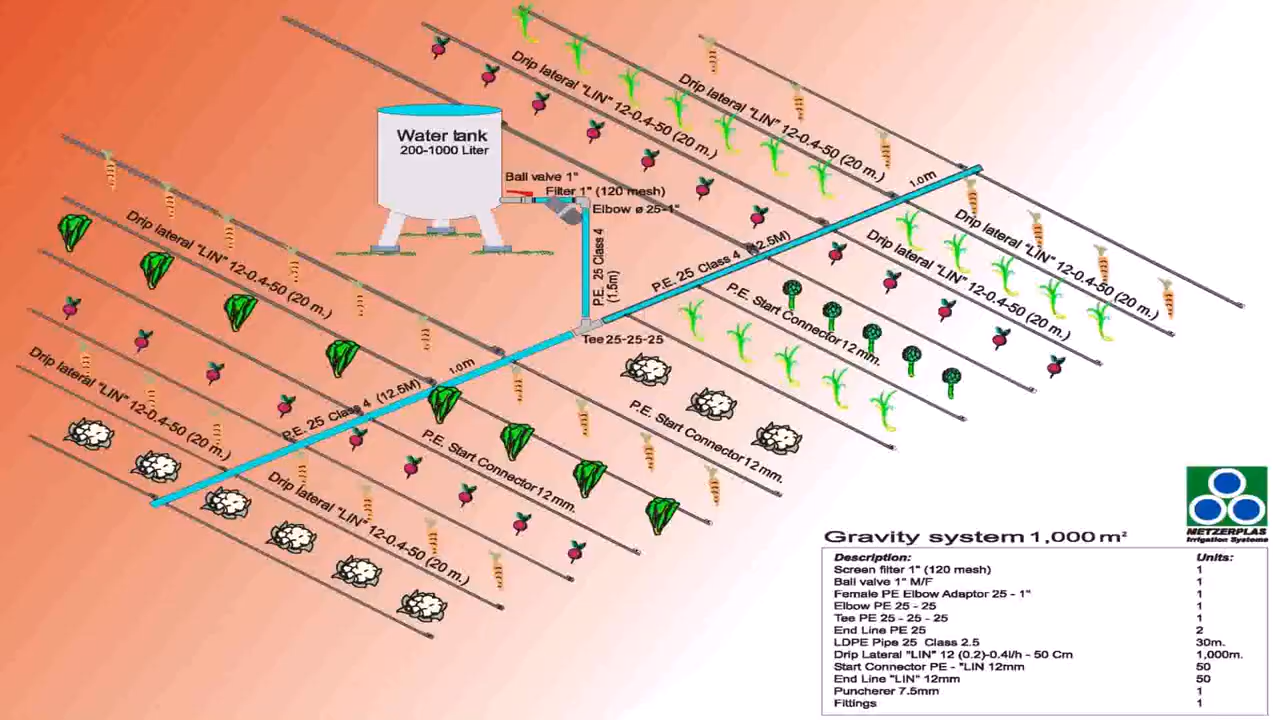 Drip lateral "LIN" 12-0.4-50 (20 m.)
Drip lateral "LIN" 12-0.4-50 (20 m.)
Water tank
200-1000 Liter
Ball valve 1"
Filter 1" (120 mesh)
Elbow ø 25-1"
1.0m
P.E. 25 Class 4
(1.5m)
P.E. 25 Class 4 (12.5M)
Drip lateral "LIN" 12-0.4-50 (20 m.)
Drip lateral "LIN" 12-0.4-50 (20 m.)
Drip lateral "LIN" 12-0.4-50 (20 m.)
P.E. Start Connector 12 mm.
Tee 25-25-25
1.0m
Drip lateral "LIN" 12-0.4-50 (20 m.)
P.E. 25 Class 4 (12.5M)
P.E. Start Connector 12 mm.
P.E. Start Connector 12 mm.
Drip lateral "LIN" 12-0.4-50 (20 m.)
METZERPLAS
Irrigation Systems
Gravity system 1,000 m²
Description: Units:
Screen filter 1" (120 mesh) 1
Ball valve 1" M/F 1
Female PE Elbow Adaptor 25 - 1" 1
Elbow PE 25 - 25 1
Tee PE 25 - 25 - 25 1
End Line PE 25 2
LDPE Pipe 25 Class 2.5 30m.
Drip Lateral "LIN" 12 (0.2)-0.4l/h - 50 Cm 1,000m.
Start Connector PE - "LIN 12mm 50
End Line "LIN" 12mm 50
Puncherer 7.5mm 1
Fittings 1